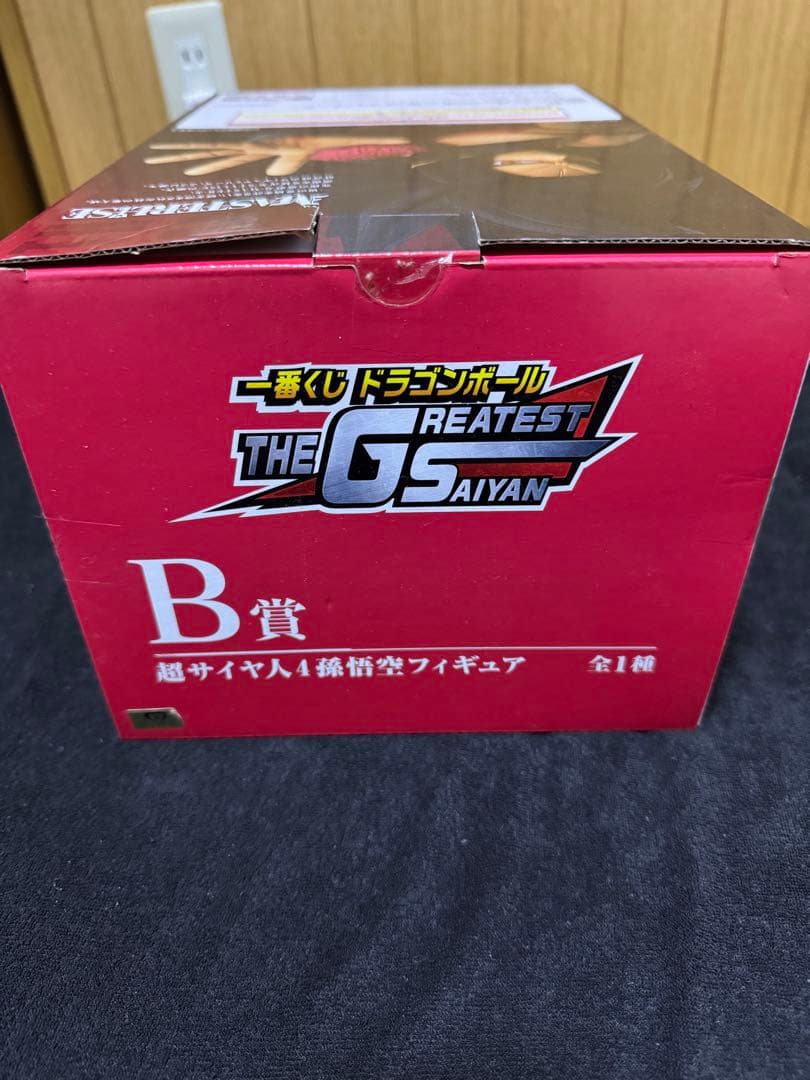 MASTERLISE
一番くじ ドラゴンボール
THE GREATEST
SAIYAN
B賞
超サイヤ人4孫悟空フィギュア 全1種